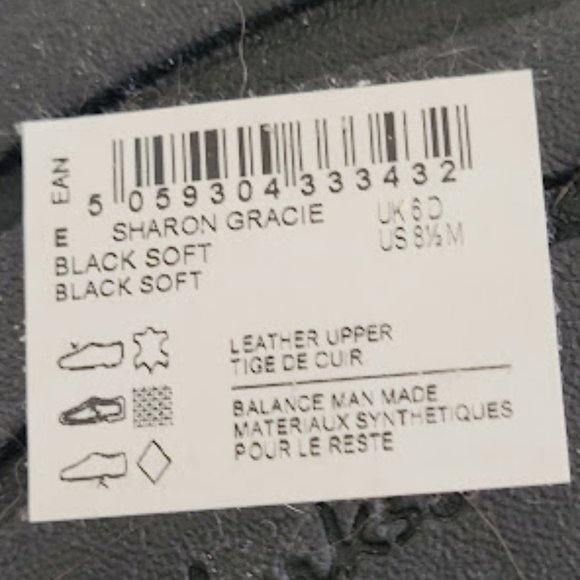 EAN
5 059304 333432
E SHARON GRACIE UK 6 D
BLACK SOFT US 8½ M
BLACK SOFT
LEATHER UPPER
TIGE DE CUIR
BALANCE MAN MADE
MATERIAUX SYNTHETIQUES
POUR LE RESTE